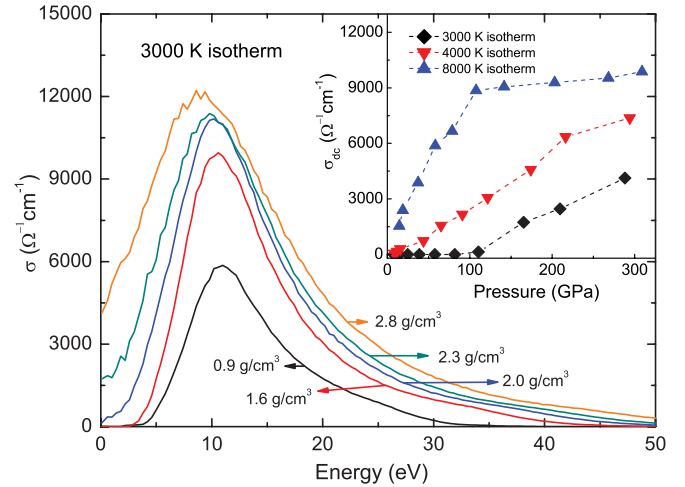 15000
12000
9000
6000
3000
0
σ (Ω⁻¹cm⁻¹)
3000 K isotherm
2.8 g/cm³
2.3 g/cm³
0.9 g/cm³
2.0 g/cm³
1.6 g/cm³
0 10 20 30 40 50
Energy (eV)
3000 K isotherm
4000 K isotherm
8000 K isotherm
12000
9000
6000
3000
0
σdc (Ω⁻¹cm⁻¹)
0 100 200 300
Pressure (GPa)